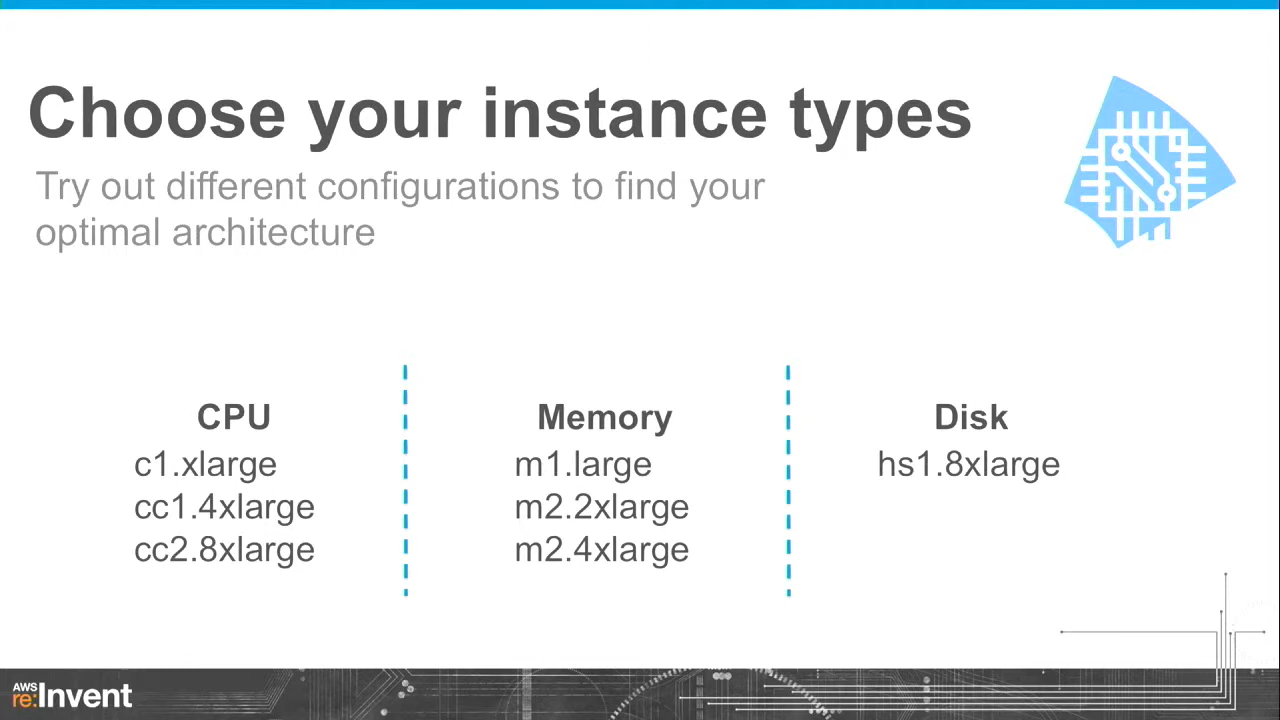 Choose your instance types
Try out different configurations to find your
optimal architecture
CPU
c1.xlarge
cc1.4xlarge
cc2.8xlarge
Memory
m1.large
m2.2xlarge
m2.4xlarge
Disk
hs1.8xlarge
AWS
re:Invent